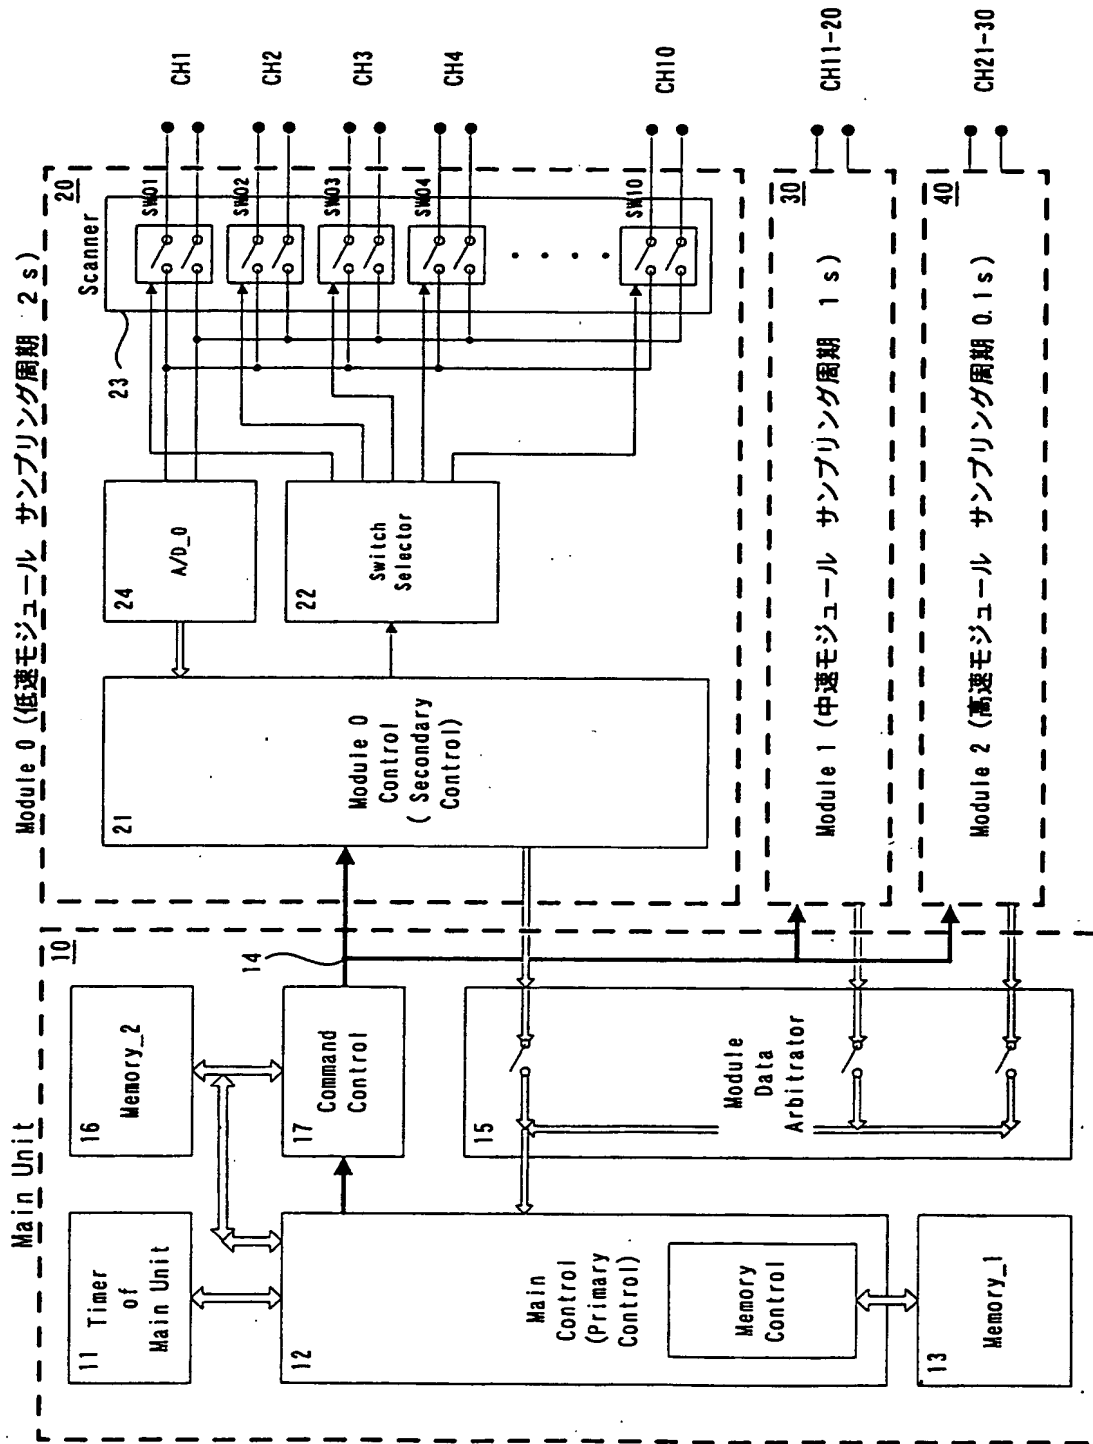 Main Unit
10
11
Timer
of
Main Unit
16
Memory_2
12
Main
Control
(Primary
Control)
Memory
Control
13
Memory_1
17
Command
Control
14
15
Module
Data
Arbitrator
Module 0 (低速モジュール サンプリング周期 2 s)
20
21
Module 0
Control
( Secondary
Control)
24
A/D_0
22
Switch
Selector
23
Scanner
SW01
SW02
SW03
SW04
SW10
CH1
CH2
CH3
CH4
CH10
30
Module 1 (中速モジュール サンプリング周期 1 s)
CH11-20
40
Module 2 (高速モジュール サンプリング周期 0.1s)
CH21-30